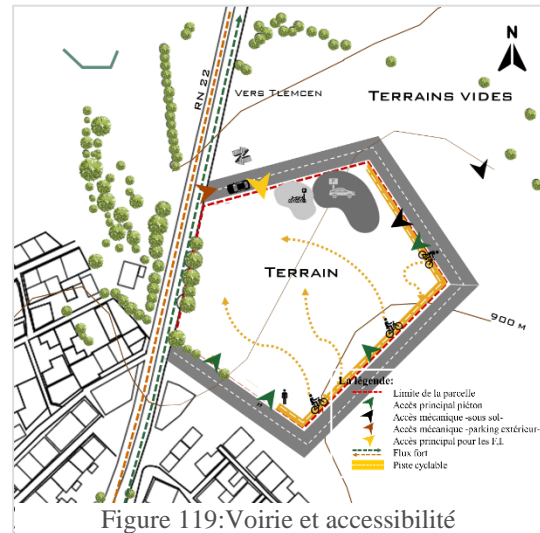 N
RN 22
VERS TLEMCEN
TERRAINS VIDES
P
TERRAIN
900 M
La légende:
Limite de la parcelle
Accès principal piéton
Accès mécanique -sous sol-
Accès mécanique -parking extérieur-
Accès principal pour les F.I.
Flux fort
Piste cyclable
Figure 119:Voirie et accessibilité